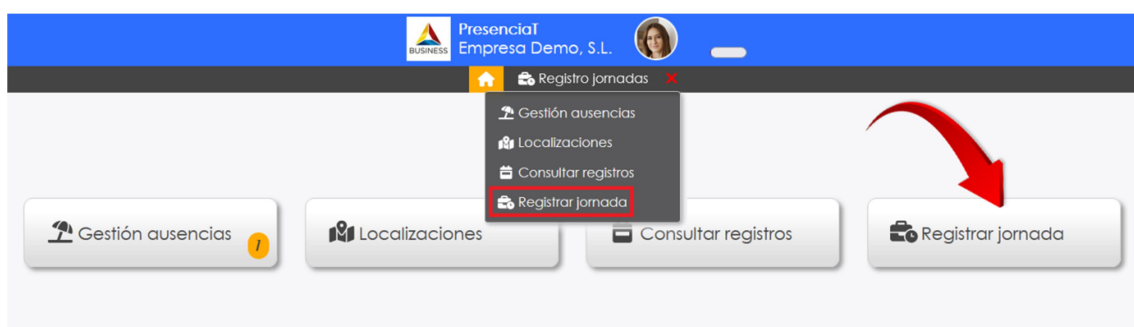 BUSINESS
PresenciaT
Empresa Demo, S.L.
Registro jornadas
Gestión ausencias
Localizaciones
Consultar registros
Registrar jornada
Gestión ausencias 1
Localizaciones
Consultar registros
Registrar jornada